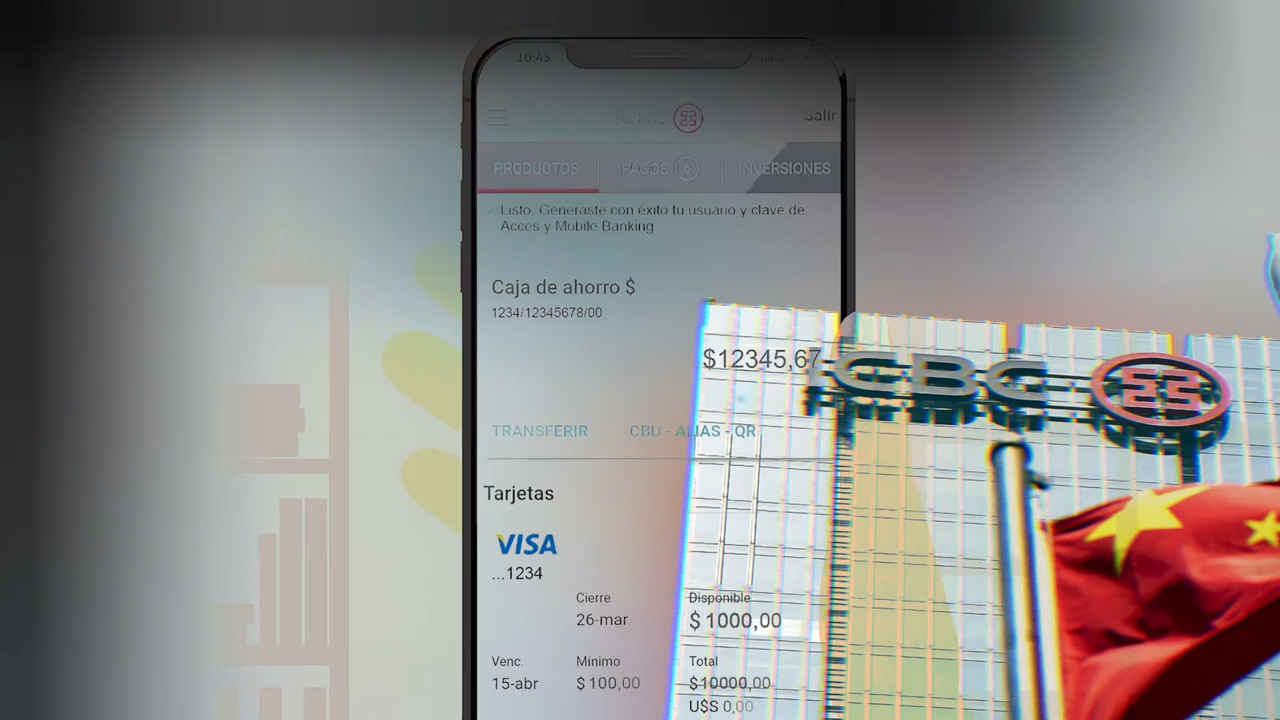 10:45
ICBC
Salir
PRODUCTOS
PAGOS 6
INVERSIONES
Listo. Generaste con éxito tu usuario y clave de
Acces y Mobile Banking
Caja de ahorro $
1234/12345678/00
$12345,67
ICBC
TRANSFERIR
CBU - ALIAS - QR
Tarjetas
VISA
...1234
Cierre
Disponible
26-mar
$ 1000,00
Venc.
Mínimo
Total
15-abr
$ 100,00
$10000,00
U$S 0,00